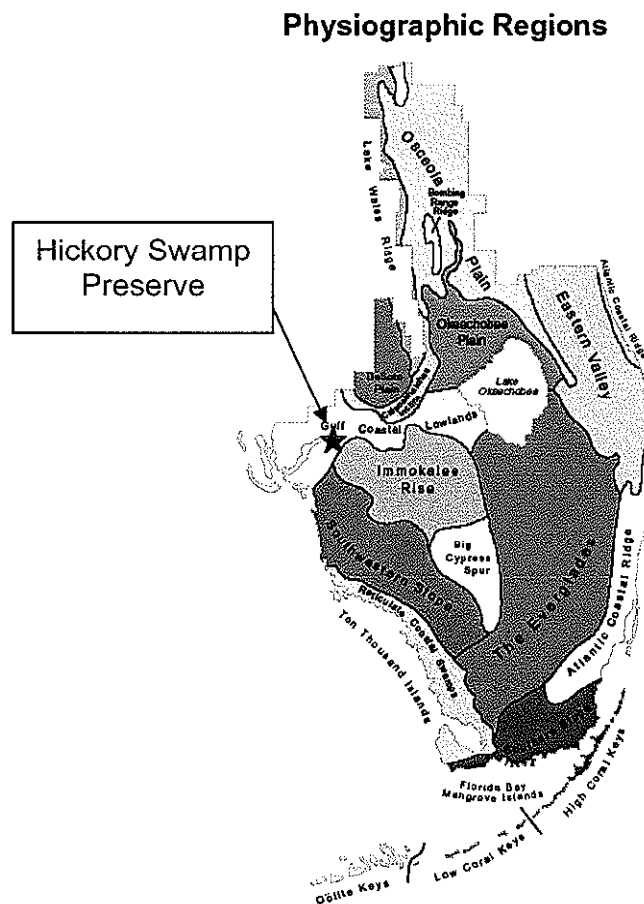 Physiographic Regions
Hickory Swamp
Preserve
Lake Wales Ridge
Osceola
Plain
Bombing
Range
Ridge
Atlantic Coastal Ridge
Eastern Valley
Okeechobee
Plain
DeSoto
Plain
Lake
Okeechobee
Gulf Coastal Lowlands
Immokalee
Rise
Big
Cypress
Spur
Southwestern Slope
The Everglades
Reticulate Coastal Swamps
Ten Thousand Islands
Atlantic Coastal Ridge
Florida Bay
Mangrove Islands
High Coral Keys
Low Coral Keys
Oolite Keys